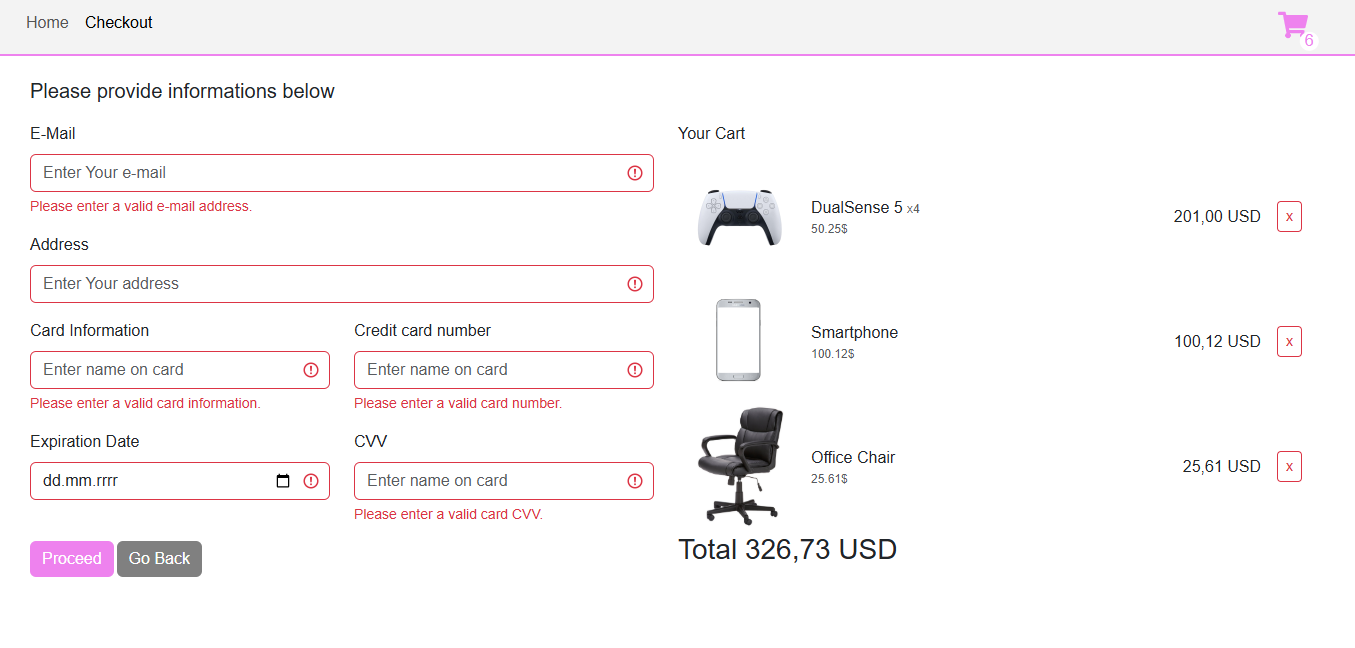 Home Checkout
6
Please provide informations below
E-Mail
Enter Your e-mail
Please enter a valid e-mail address.
Address
Enter Your address
Card Information
Enter name on card
Please enter a valid card information.
Credit card number
Enter name on card
Please enter a valid card number.
Expiration Date
dd.mm.rrrr
CVV
Enter name on card
Please enter a valid card CVV.
Proceed Go Back
Your Cart
DualSense 5 x4
50.25$
201,00 USD x
Smartphone
100.12$
100,12 USD x
Office Chair
25.61$
25,61 USD x
Total 326,73 USD